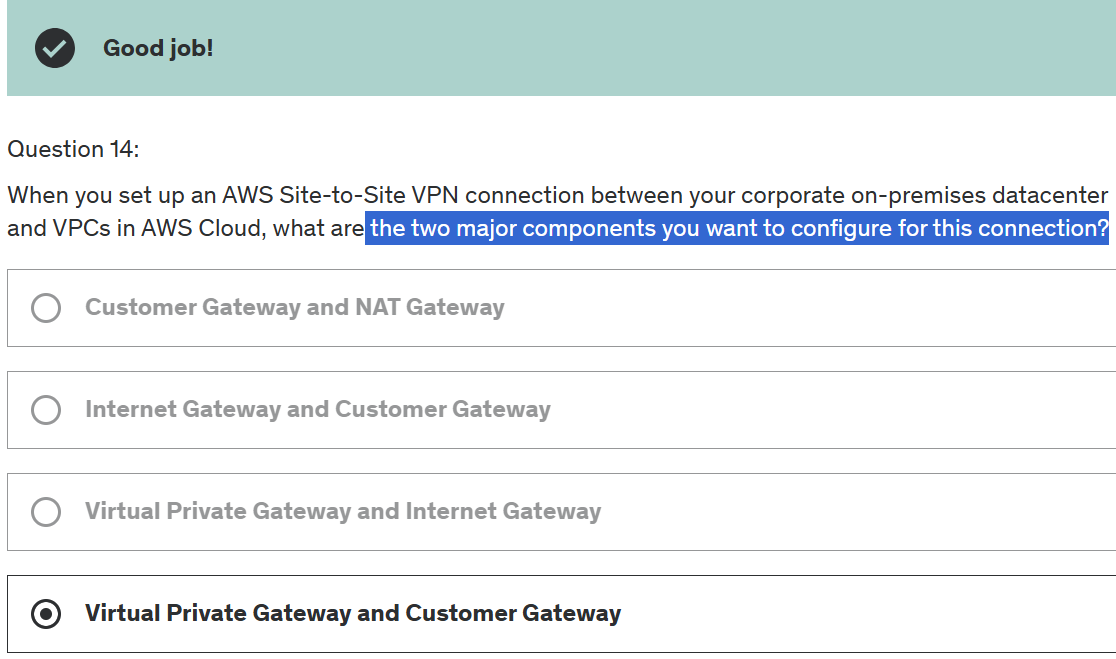 Good job!
Question 14:
When you set up an AWS Site-to-Site VPN connection between your corporate on-premises datacenter
and VPCs in AWS Cloud, what are the two major components you want to configure for this connection?
Customer Gateway and NAT Gateway
Internet Gateway and Customer Gateway
Virtual Private Gateway and Internet Gateway
Virtual Private Gateway and Customer Gateway